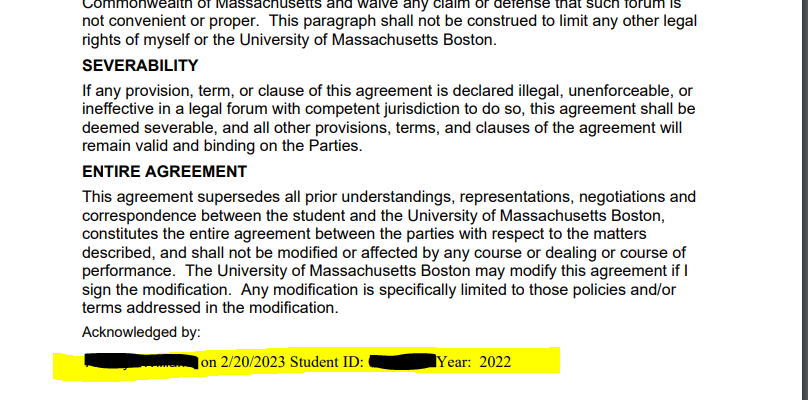 Commonwealth of Massachusetts and waive any claim or defense that such forum is
not convenient or proper.  This paragraph shall not be construed to limit any other legal
rights of myself or the University of Massachusetts Boston.
SEVERABILITY
If any provision, term, or clause of this agreement is declared illegal, unenforceable, or
ineffective in a legal forum with competent jurisdiction to do so, this agreement shall be
deemed severable, and all other provisions, terms, and clauses of the agreement will
remain valid and binding on the Parties.
ENTIRE AGREEMENT
This agreement supersedes all prior understandings, representations, negotiations and
correspondence between the student and the University of Massachusetts Boston,
constitutes the entire agreement between the parties with respect to the matters
described, and shall not be modified or affected by any course or dealing or course of
performance.  The University of Massachusetts Boston may modify this agreement if I
sign the modification.  Any modification is specifically limited to those policies and/or
terms addressed in the modification.
Acknowledged by:
on 2/20/2023 Student ID: Year:  2022